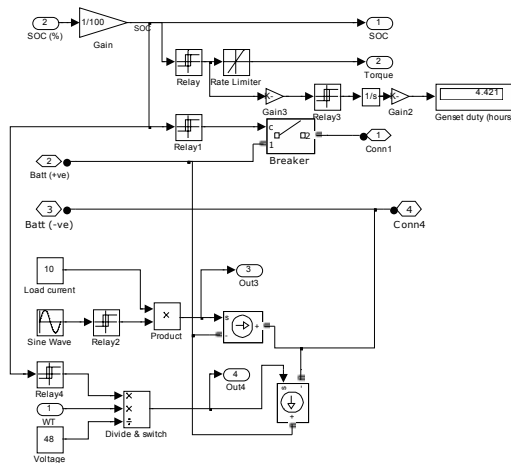 2
1/100
SOC
1
SOC (%)
Gain
SOC
2
Relay
Rate Limiter
Torque
K-
1/s
K-
4.421
Gain3
Relay3
Gain2
Genset duty (hours
c
1
2
1
Relay1
Breaker
Conn1
2
Batt (+ve)
3
4
Batt (-ve)
Conn4
10
3
Load current
Out3
×
s
+
-
Sine Wave
Relay2
Product
4
Out4
s
-
+
Relay4
×
×
÷
1
WT
48
Divide & switch
Voltage